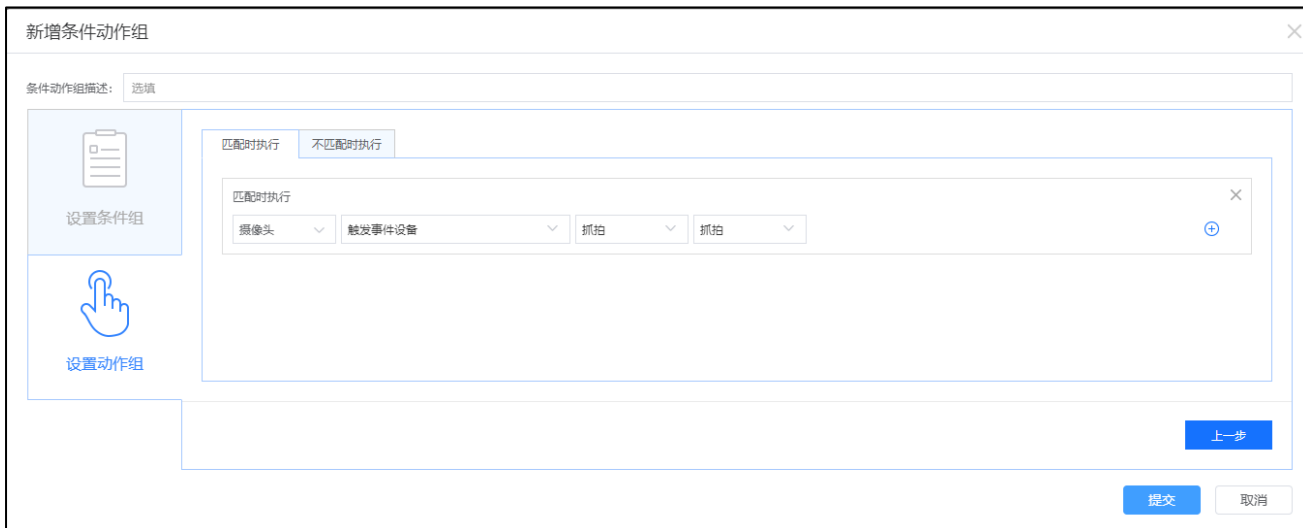 新增条件动作组
条件动作组描述： 选填
设置条件组
设置动作组
匹配时执行 不匹配时执行
匹配时执行
摄像头 触发事件设备 抓拍 抓拍
上一步
提交 取消